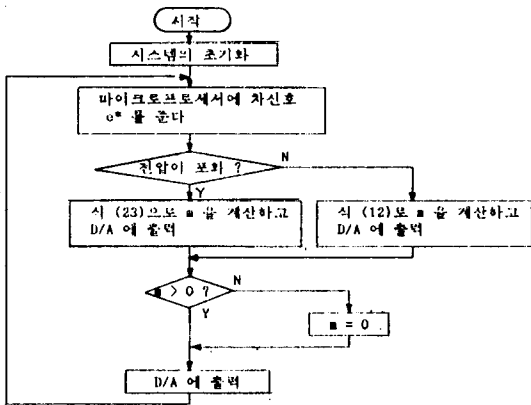 시작
시스템의 초기화
마이크로프로세서에 차신호
e* 를 준다
전압이 포화 ?
N
Y
식 (23)으로 m 을 계산하고
D/A 에 출력
식 (12)로 m 을 계산하고
D/A 에 출력
m > 0 ?
N
Y
m = 0
D/A 에 출력